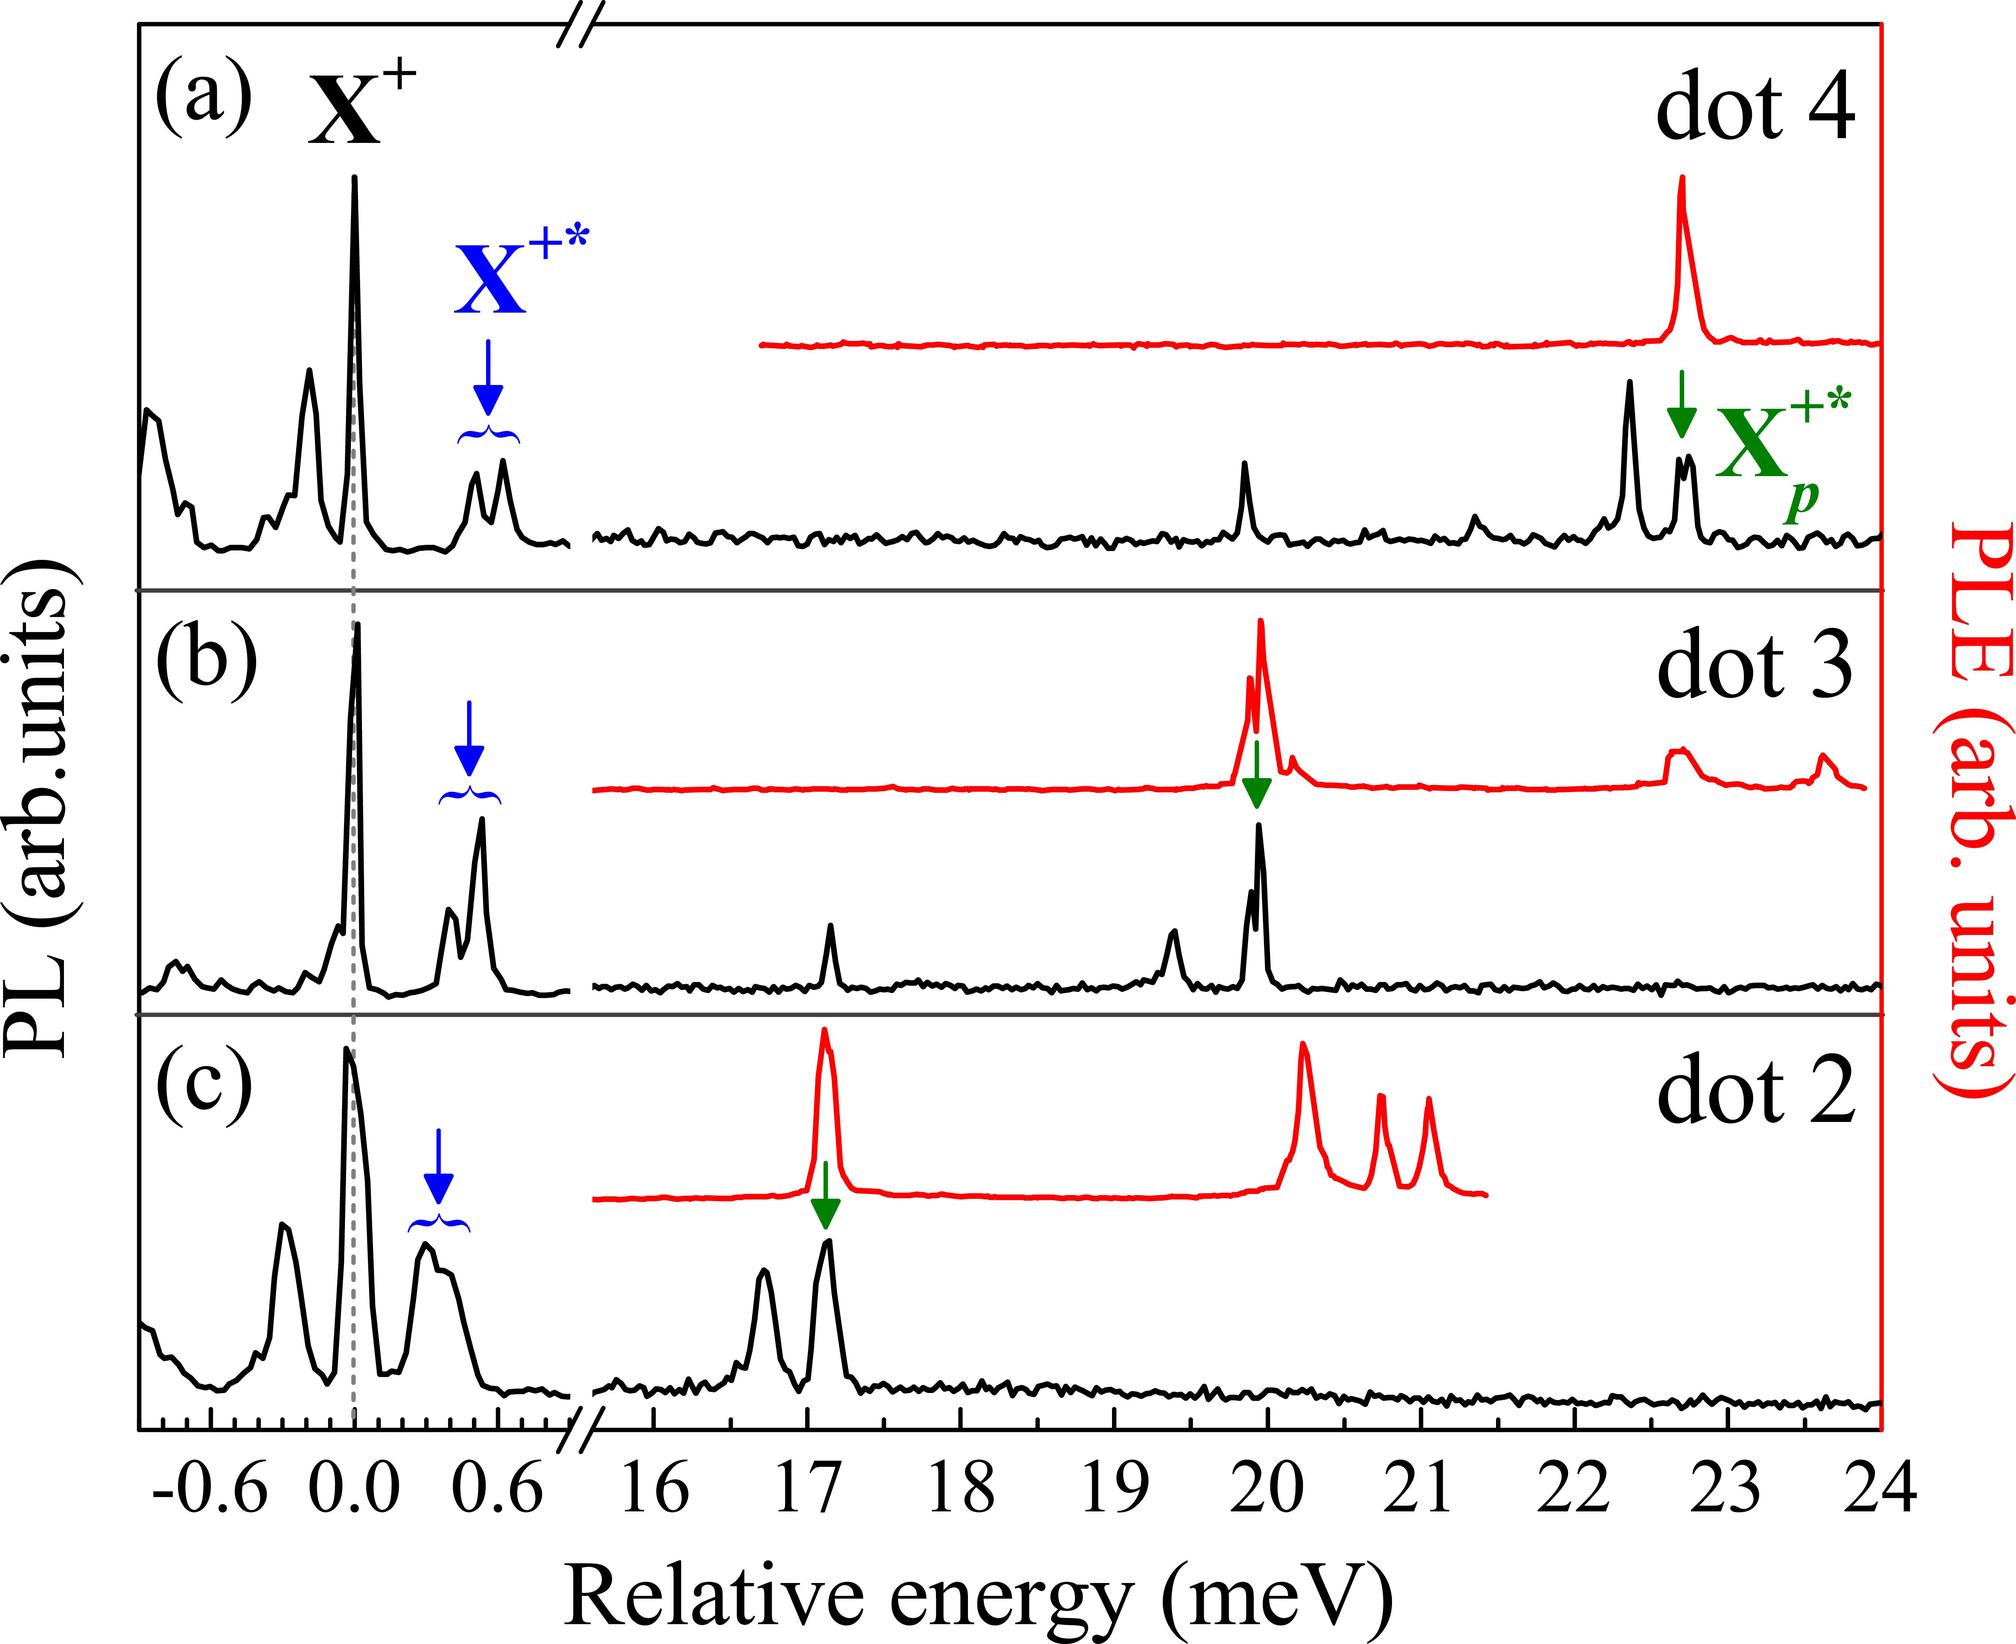 (a) X+ dot 4
X+*
Xp+*
(b) dot 3
(c) dot 2
PL (arb.units)
PLE (arb. units)
-0.6 0.0 0.6 16 17 18 19 20 21 22 23 24
Relative energy (meV)